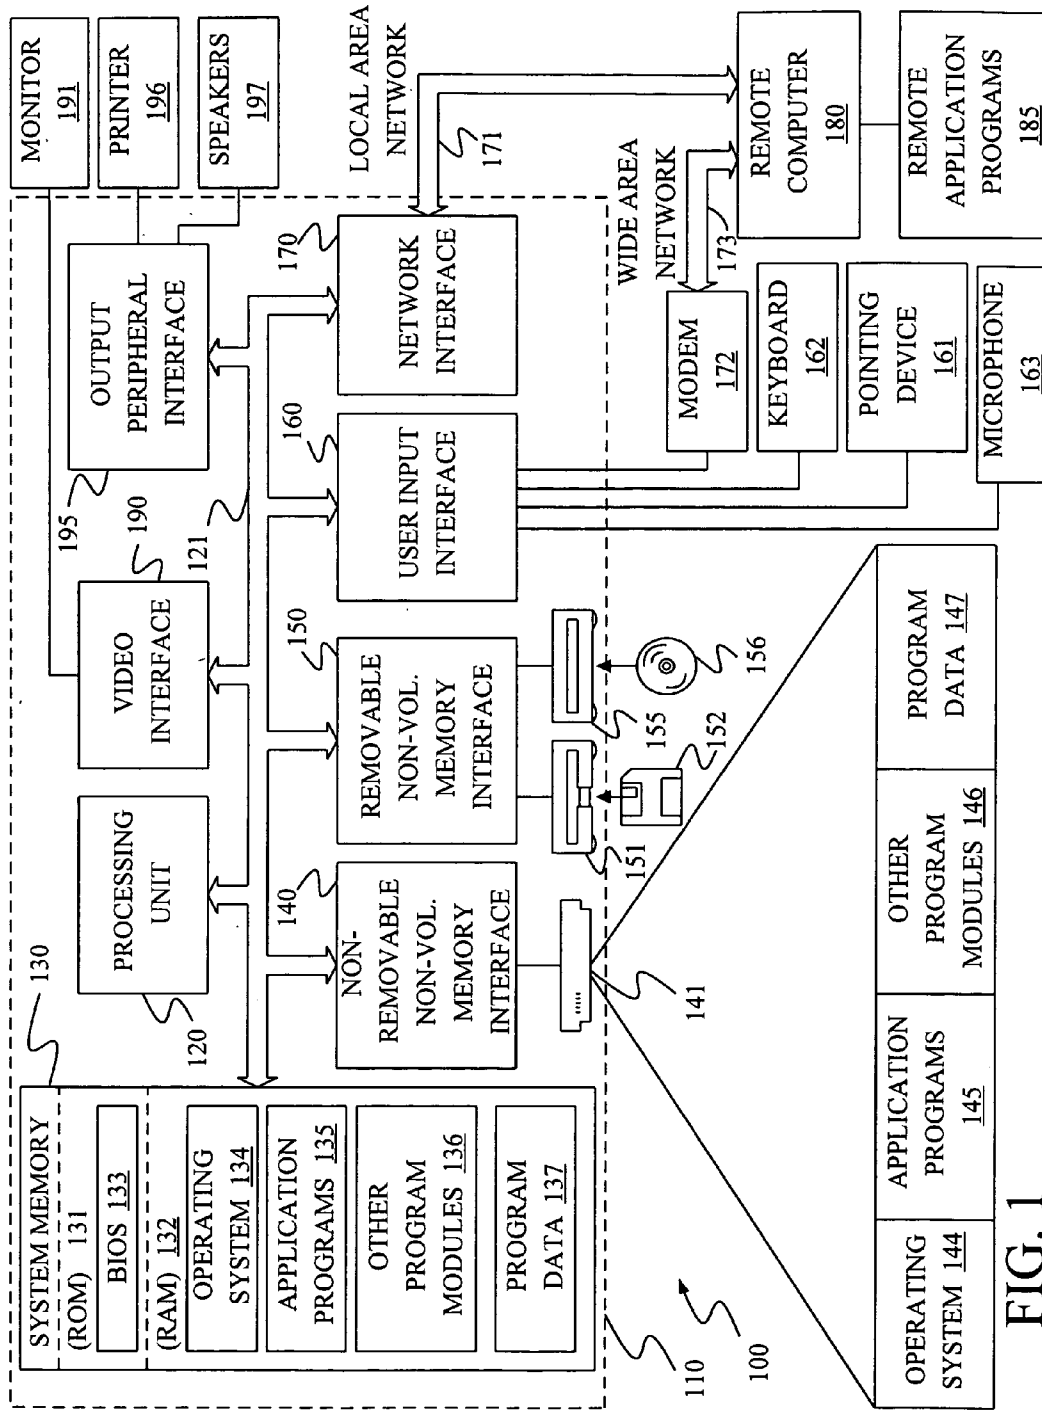 SYSTEM MEMORY
(ROM) 131
BIOS 133
(RAM) 132
OPERATING
SYSTEM 134
APPLICATION
PROGRAMS 135
OTHER
PROGRAM
MODULES 136
PROGRAM
DATA 137
130
PROCESSING
UNIT
120
VIDEO
INTERFACE
190
121
OUTPUT
PERIPHERAL
INTERFACE
195
MONITOR
191
PRINTER
196
SPEAKERS
197
NON-
REMOVABLE
NON-VOL.
MEMORY
INTERFACE
140
REMOVABLE
NON-VOL.
MEMORY
INTERFACE
150
USER INPUT
INTERFACE
160
NETWORK
INTERFACE
170
LOCAL AREA
NETWORK
171
141
151
152
155
156
WIDE AREA
NETWORK
173
MODEM
172
KEYBOARD
162
POINTING
DEVICE
161
MICROPHONE
163
REMOTE
COMPUTER
180
REMOTE
APPLICATION
PROGRAMS
185
110
100
OPERATING
SYSTEM 144
APPLICATION
PROGRAMS
145
OTHER
PROGRAM
MODULES 146
PROGRAM
DATA 147
FIG. 1